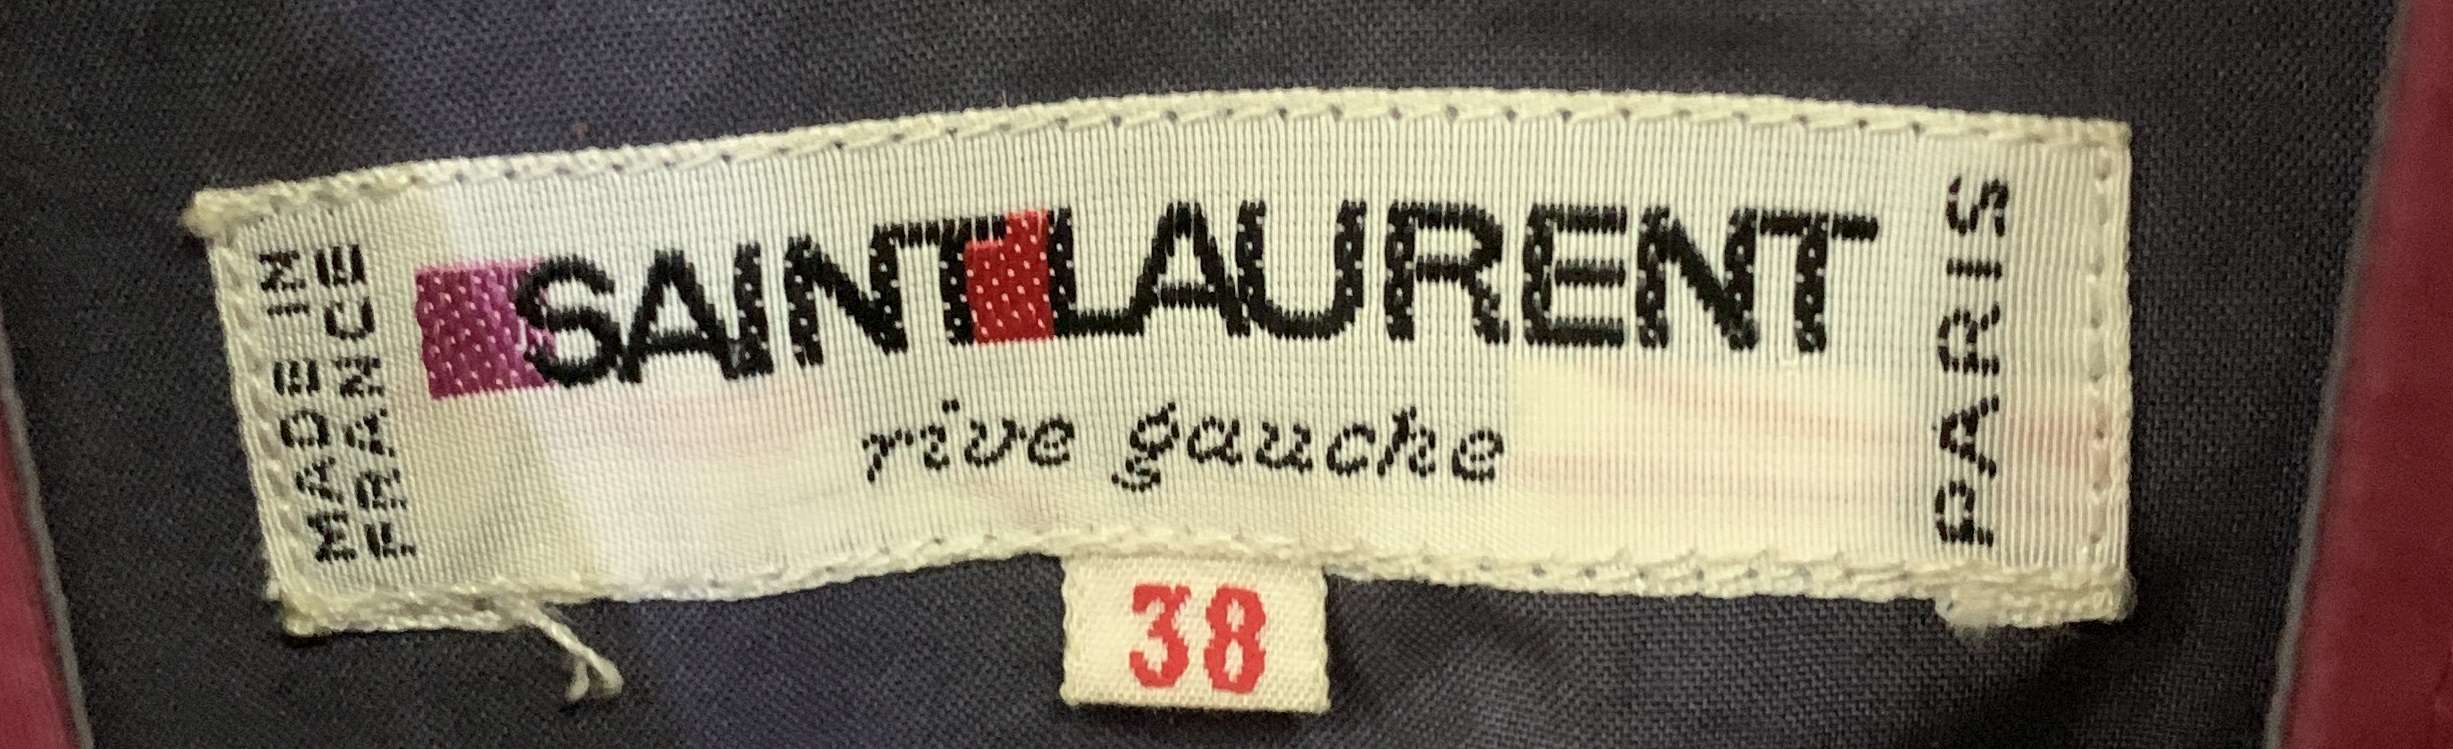 MADE IN
FRANCE
SAINT LAURENT
rive gauche
PARIS
38